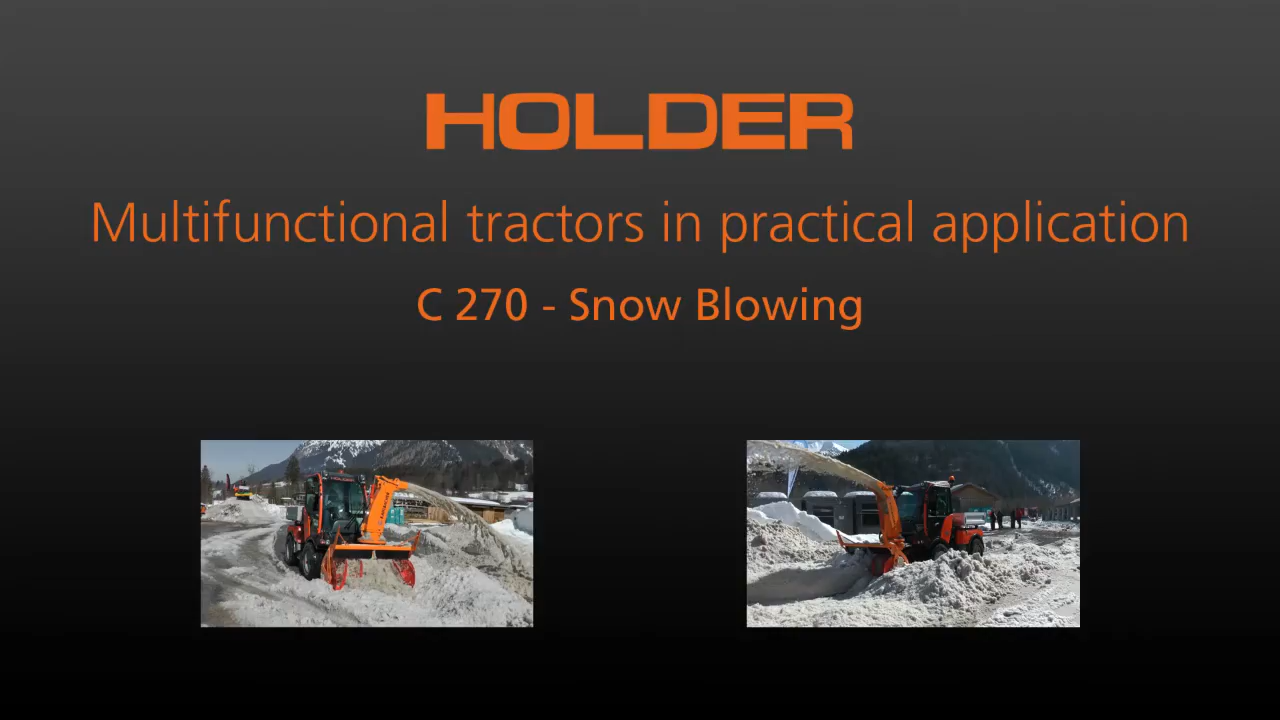 HOLDER
Multifunctional tractors in practical application
C 270 - Snow Blowing